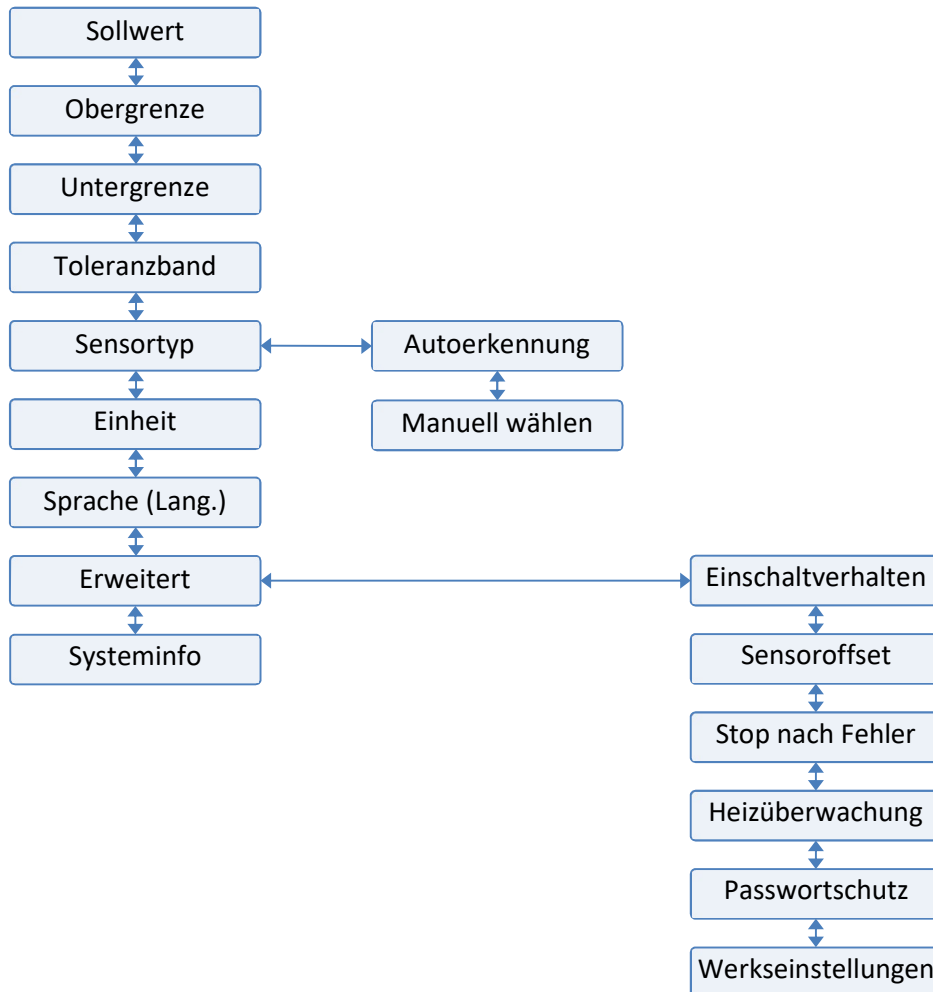 Sollwert
Obergrenze
Untergrenze
Toleranzband
Sensortyp
Autoerkennung
Einheit
Manuell wählen
Sprache (Lang.)
Erweitert
Einschaltverhalten
Systeminfo
Sensoroffset
Stop nach Fehler
Heizüberwachung
Passwortschutz
Werkseinstellungen